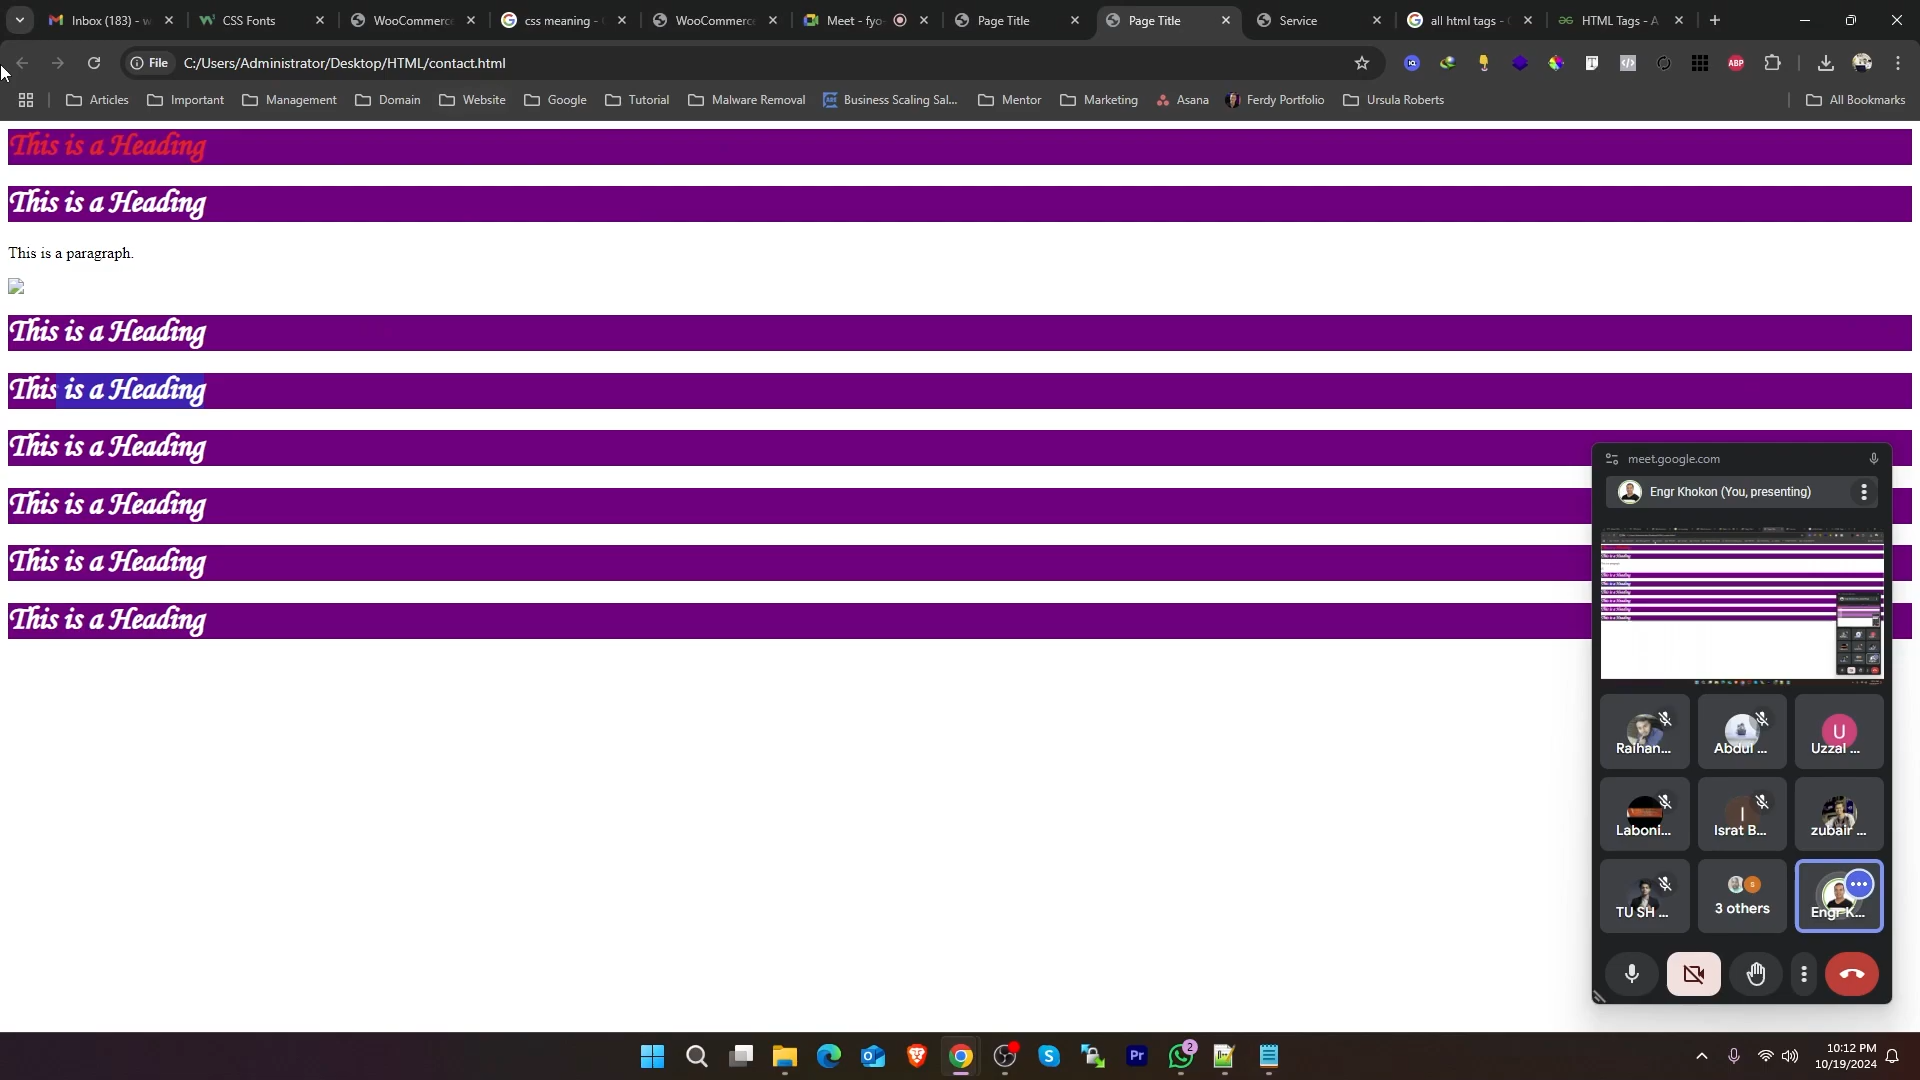 Inbox (183) - w
CSS Fonts
WooCommerc
css meaning -
WooCommerc
Meet - fyo
Page Title
Page Title
Service
all html tags -
HTML Tags - A
File
C:/Users/Administrator/Desktop/HTML/contact.html
ABP
Articles
Important
Management
Domain
Website
Google
Tutorial
Malware Removal
Business Scaling Sal...
Mentor
Marketing
Asana
Ferdy Portfolio
Ursula Roberts
All Bookmarks
This is a Heading
This is a Heading
This is a paragraph.
This is a Heading
This is a Heading
This is a Heading
This is a Heading
This is a Heading
This is a Heading
meet.google.com
Engr Khokon (You, presenting)
Raihan...
Abdul ...
U
Uzzal ...
Laboni...
I
Israt B...
zubair ...
TU SH ...
S
3 others
Engr K...
Pr
2
10:12 PM
10/19/2024